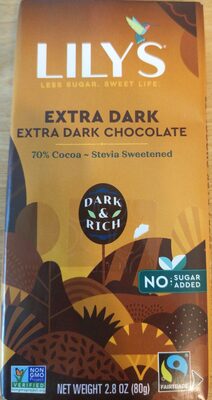 LILY'S
LESS SUGAR. SWEET LIFE.
EXTRA DARK
EXTRA DARK CHOCOLATE
70% Cocoa ~ Stevia Sweetened
DARK
&
RICH
NO: SUGAR ADDED
NON
GMO
Project
VERIFIED
NET WEIGHT 2.8 OZ (80g)
FAIRTRADE